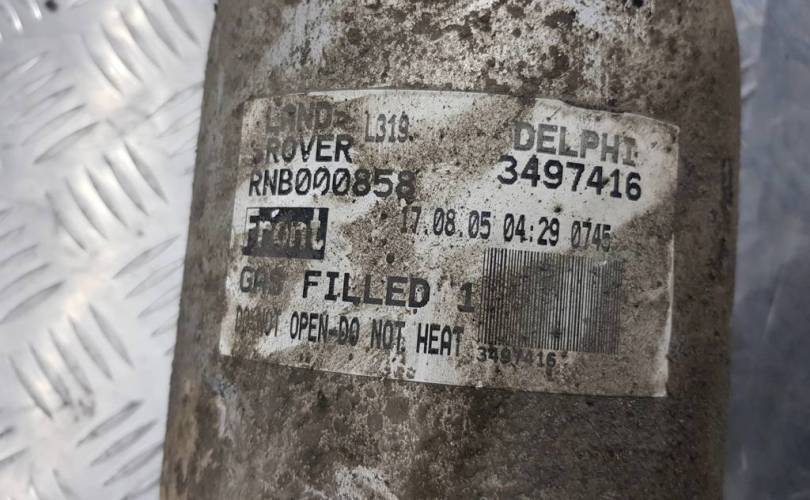 LAND- L319 DELPHI
ROVER 3497416
RNB000858
Front 17.08.05 04:29 0745
GAS FILLED 1
DO NOT OPEN-DO NOT HEAT
3497416